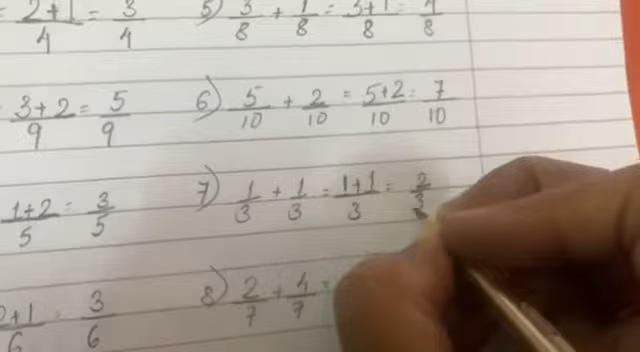 = 2+1/4 = 3/4
5) 3/8 + 1/8 = 3+1/8 = 4/8
3+2/9 = 5/9
6) 5/10 + 2/10 = 5+2/10 = 7/10
1+2/5 = 3/5
7) 1/3 + 1/3 = 1+1/3 = 2/3
2+1/6 = 3/6
8) 2/7 + 4/7 =